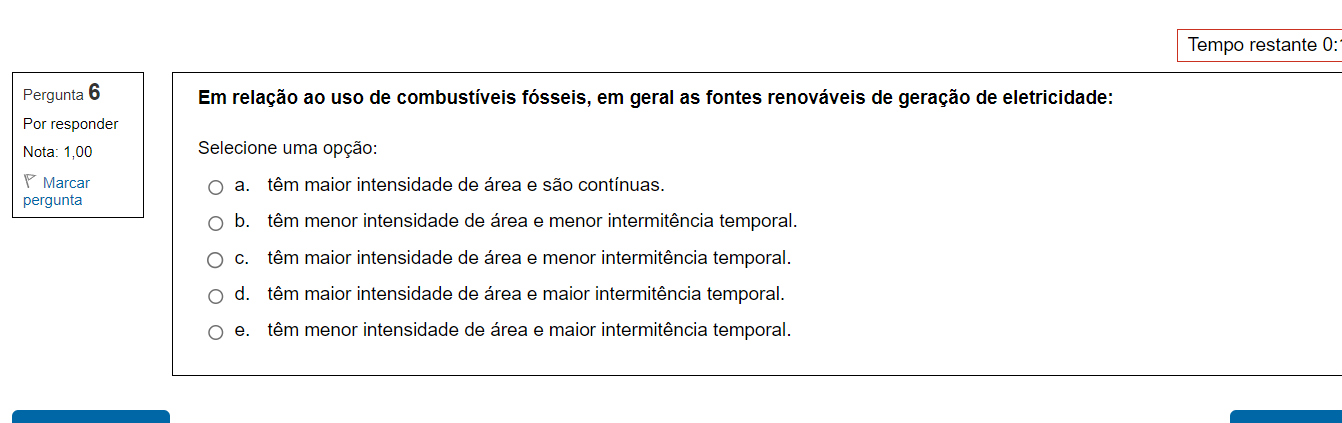 Tempo restante 0:
Pergunta 6
Por responder
Nota: 1,00
Marcar
pergunta
Em relação ao uso de combustíveis fósseis, em geral as fontes renováveis de geração de eletricidade:
Selecione uma opção:
a. têm maior intensidade de área e são contínuas.
b. têm menor intensidade de área e menor intermitência temporal.
c. têm maior intensidade de área e menor intermitência temporal.
d. têm maior intensidade de área e maior intermitência temporal.
e. têm menor intensidade de área e maior intermitência temporal.